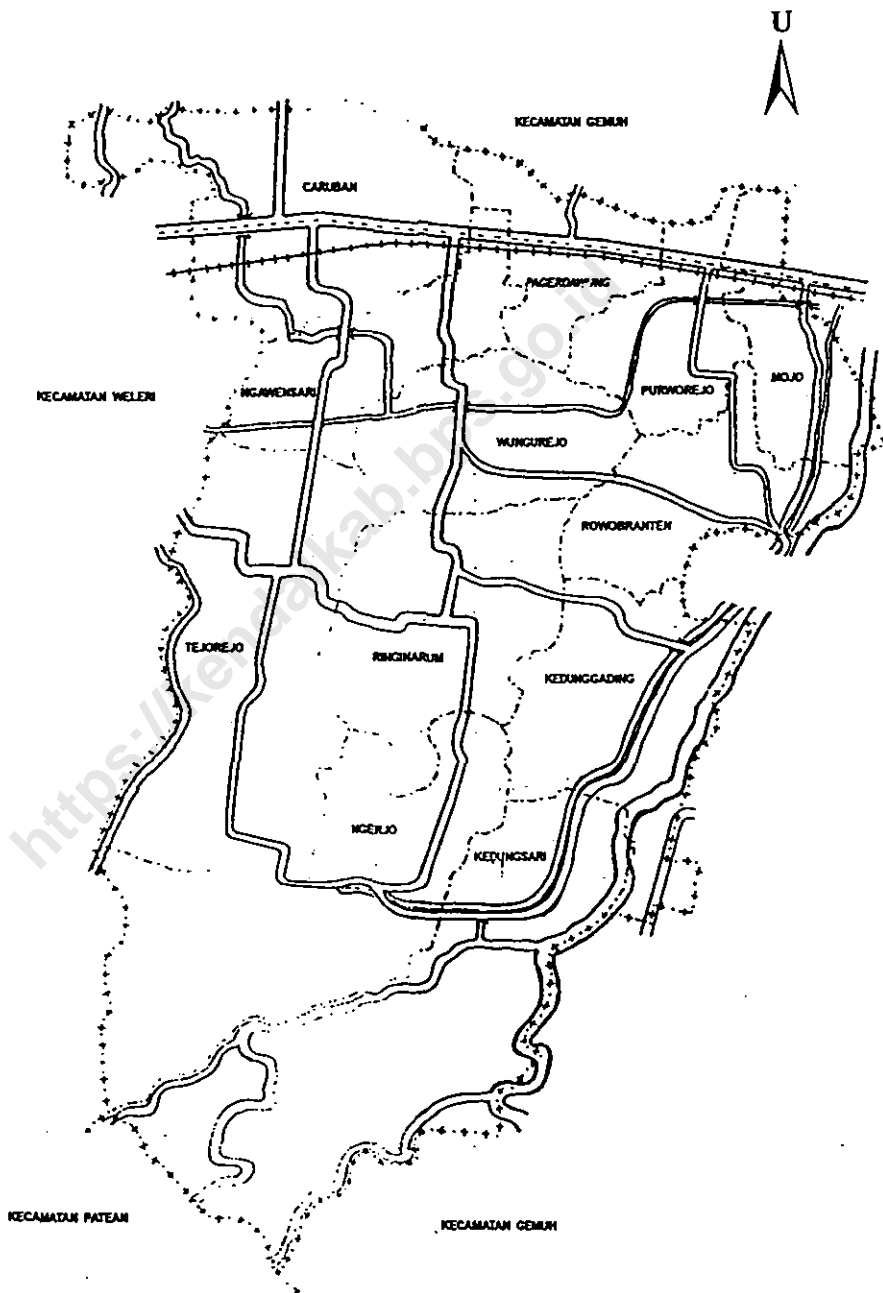 U
KECAMATAN GEMUH
CARUBAN
PAGERDAWUNG
KECAMATAN WELERI
NGAWENSARI
PURWOREJO
MOJO
WUNGUREJO
ROWOBRANTEN
TEJOREJO
RINGINARUM
KEDUNGGADING
NGERJO
KEDUNGSARI
KECAMATAN PATEAN
KECAMATAN GEMUH
https://kendalkab.bps.go.id